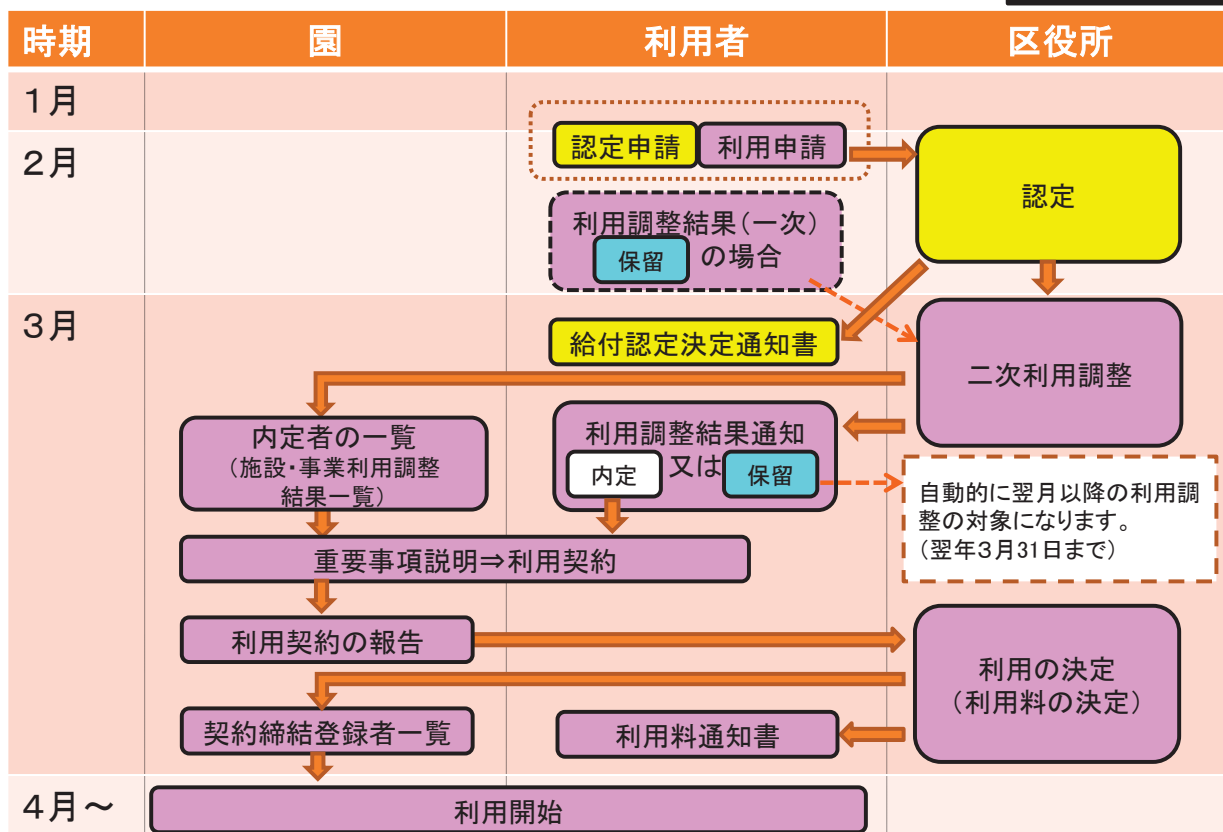 時期
園
利用者
区役所
1月
2月
認定申請
利用申請
認定
利用調整結果(一次)
保留 の場合
3月
給付認定決定通知書
二次利用調整
内定者の一覧
(施設・事業利用調整
結果一覧)
利用調整結果通知
内定 又は 保留
自動的に翌月以降の利用調
整の対象になります。
(翌年3月31日まで)
重要事項説明⇒利用契約
利用契約の報告
利用の決定
(利用料の決定)
契約締結登録者一覧
利用料通知書
4月~
利用開始